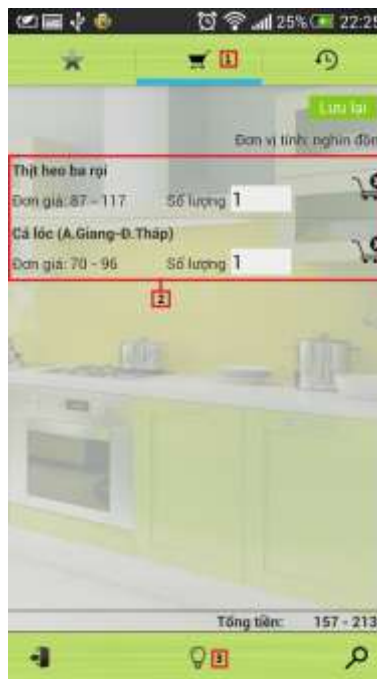 25% 22:25
1
Lưu lại
Đơn vị tính: nghìn đồn
Thịt heo ba rọi
Đơn giá: 87 - 117 Số lượng 1
Cá lóc (A.Giang-Đ.Tháp)
Đơn giá: 70 - 96 Số lượng 1
2
Tổng tiền: 157 - 213
3